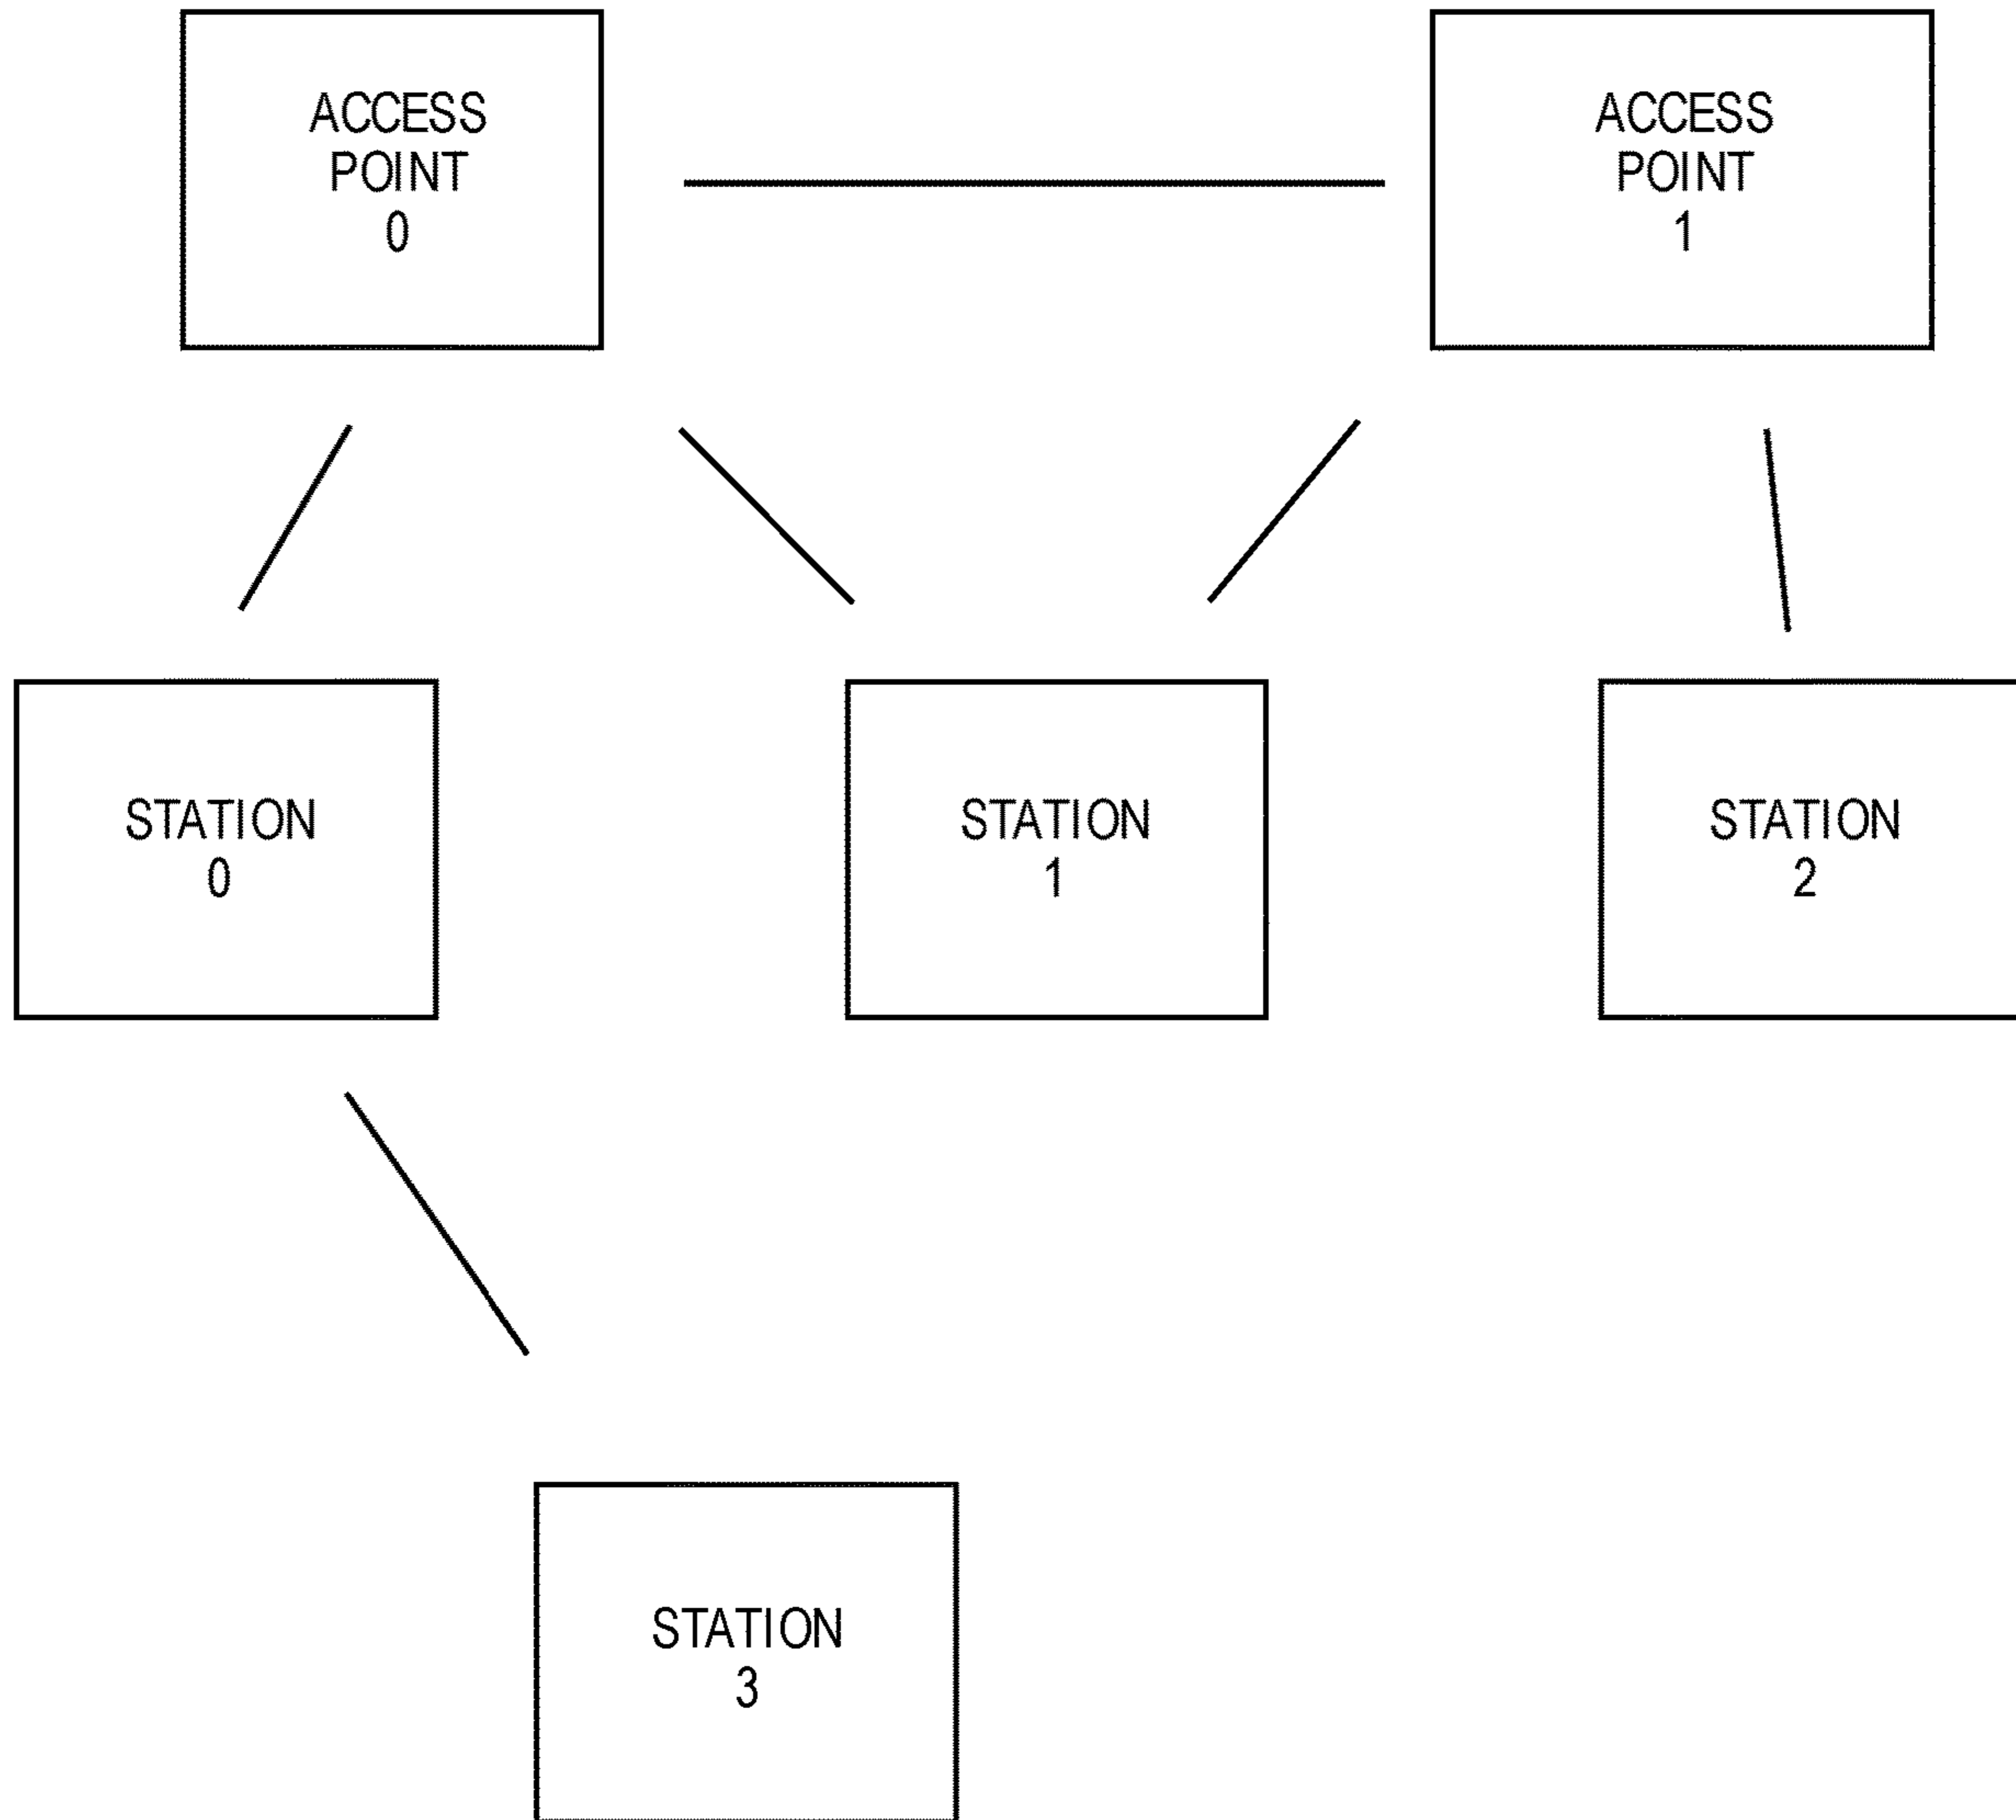 ACCESS
POINT
0
ACCESS
POINT
1
STATION
0
STATION
1
STATION
2
STATION
3